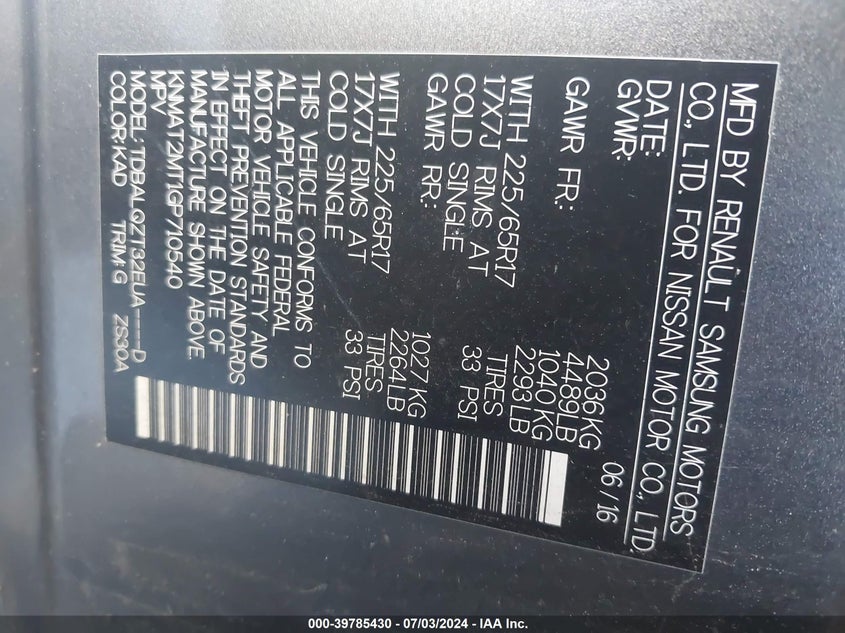 MFD BY RENAULT SAMSUNG MOTORS
CO., LTD. FOR NISSAN MOTOR CO., LTD.
DATE: 06/16
GVWR: 2036KG
4489LB
GAWR FR: 1040KG
2293LB
WITH 225/65R17 TIRES
17X7J RIMS AT 33 PSI
COLD SINGLE
GAWR RR: 1027KG
2264LB
WITH 225/65R17 TIRES
17X7J RIMS AT 33 PSI
COLD SINGLE
THIS VEHICLE CONFORMS TO
ALL APPLICABLE FEDERAL
MOTOR VEHICLE SAFETY AND
THEFT PREVENTION STANDARDS
IN EFFECT ON THE DATE OF
MANUFACTURE SHOWN ABOVE
KNMAT2MT1GP710540
MPV
MODEL: TDBALQZT32EUA----D
COLOR:KAD TRIM:G ZS30A
000-39785430 - 07/03/2024 - IAA Inc.